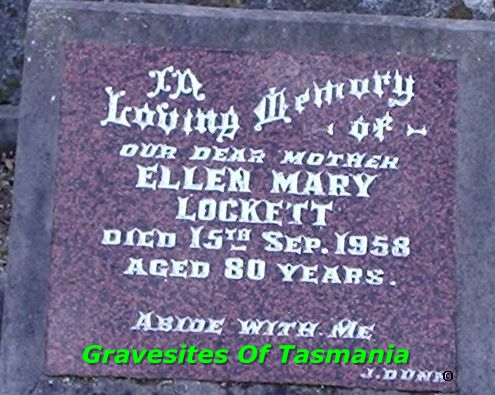 In
Loving Memory
- of -
OUR DEAR MOTHER
ELLEN MARY
LOCKETT
DIED 15TH SEP. 1958
AGED 80 YEARS.
ABIDE WITH ME
Gravesites Of Tasmania
J. DUNN ©